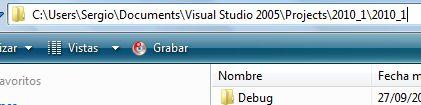 C:\Users\Sergio\Documents\Visual Studio 2005\Projects\2010_1\2010_1
izar Vistas Grabar
avoritos
Nombre Fecha m
Debug 27/09/20